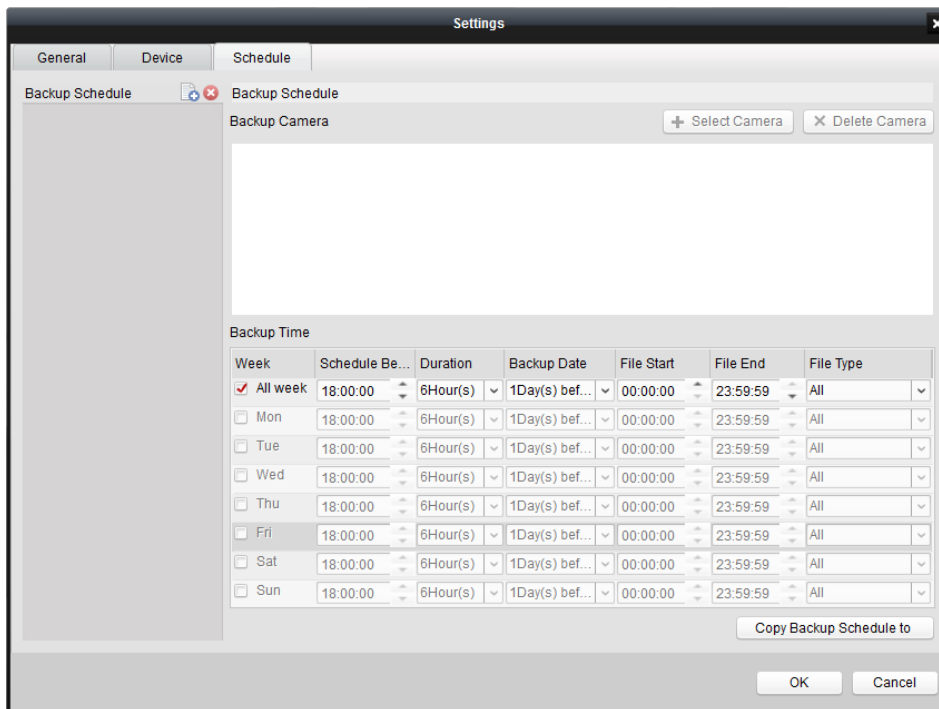 Settings
General Device Schedule
Backup Schedule
Backup Schedule
Backup Camera Select Camera Delete Camera
Backup Time
Week Schedule Be... Duration Backup Date File Start File End File Type
All week 18:00:00 6Hour(s) 1Day(s) bef... 00:00:00 23:59:59 All
Mon 18:00:00 6Hour(s) 1Day(s) bef... 00:00:00 23:59:59 All
Tue 18:00:00 6Hour(s) 1Day(s) bef... 00:00:00 23:59:59 All
Wed 18:00:00 6Hour(s) 1Day(s) bef... 00:00:00 23:59:59 All
Thu 18:00:00 6Hour(s) 1Day(s) bef... 00:00:00 23:59:59 All
Fri 18:00:00 6Hour(s) 1Day(s) bef... 00:00:00 23:59:59 All
Sat 18:00:00 6Hour(s) 1Day(s) bef... 00:00:00 23:59:59 All
Sun 18:00:00 6Hour(s) 1Day(s) bef... 00:00:00 23:59:59 All
Copy Backup Schedule to
OK Cancel